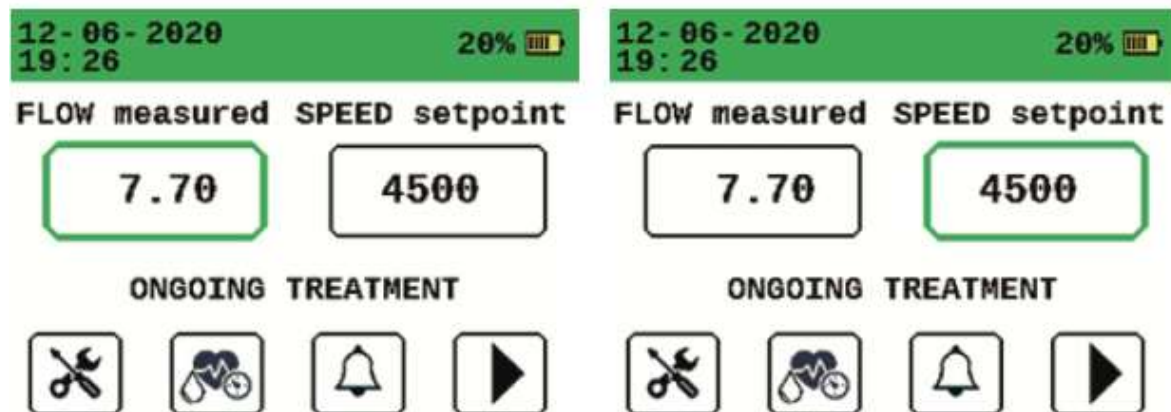 12-06-2020
19:26
20%
FLOW measured SPEED setpoint
7.70 4500
ONGOING TREATMENT
12-06-2020
19:26
20%
FLOW measured SPEED setpoint
7.70 4500
ONGOING TREATMENT